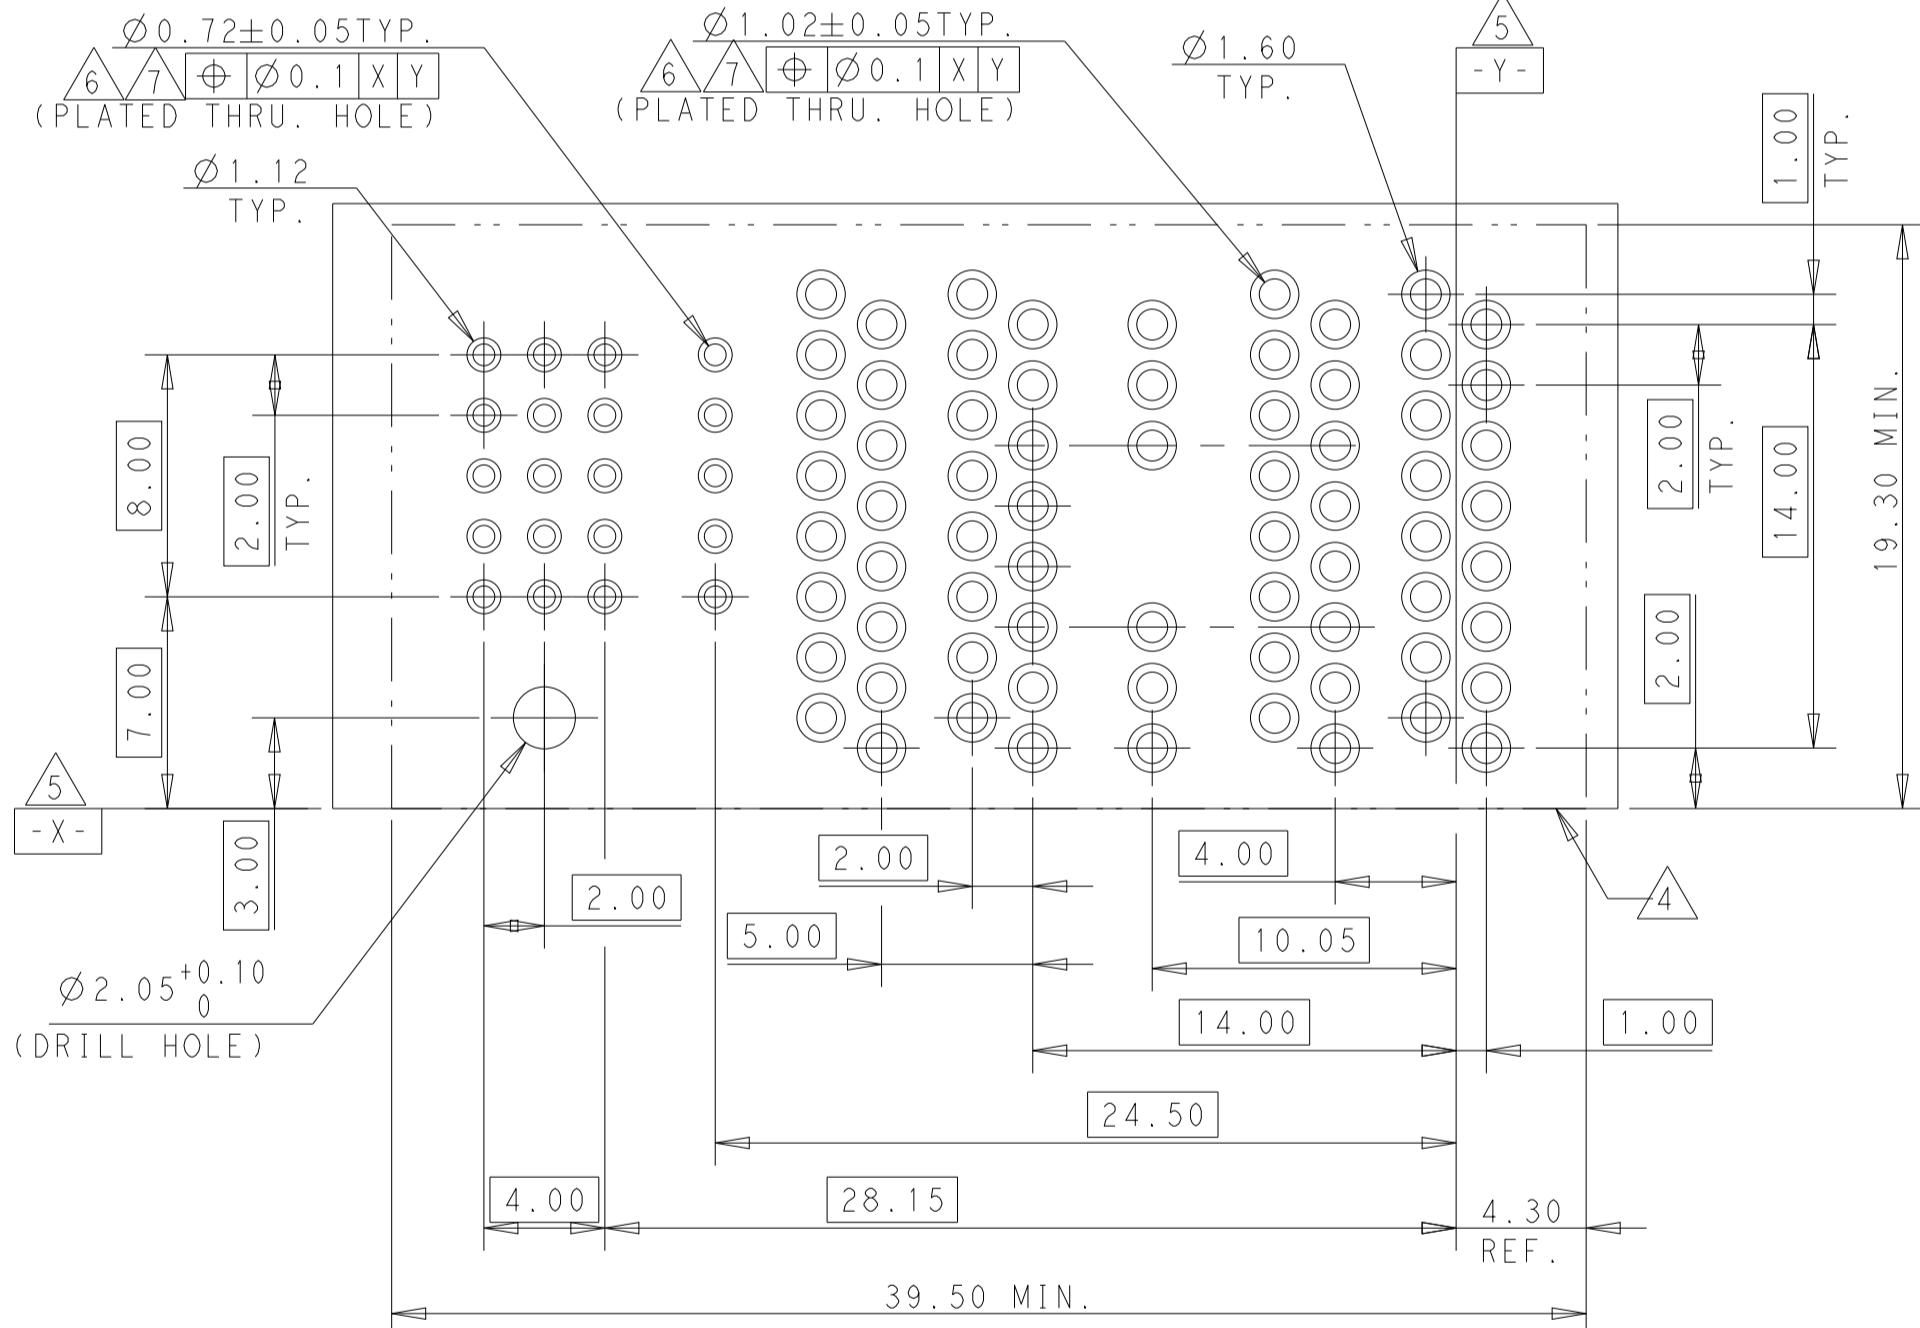 Ø0.72±0.05TYP.
6 7 ⌖ Ø0.1 X Y
(PLATED THRU. HOLE)
Ø1.12
TYP.
Ø1.02±0.05TYP.
6 7 ⌖ Ø0.1 X Y
(PLATED THRU. HOLE)
Ø1.60
TYP.
5
-Y-
1.00
TYP.
8.00
2.00
TYP.
7.00
5
-X-
3.00
19.30 MIN.
2.00
TYP.
14.00
2.00
4
2.00
4.00
2.00
5.00
10.05
Ø2.05 +0.10
0
(DRILL HOLE)
14.00
1.00
24.50
4.00
28.15
4.30
REF.
39.50 MIN.